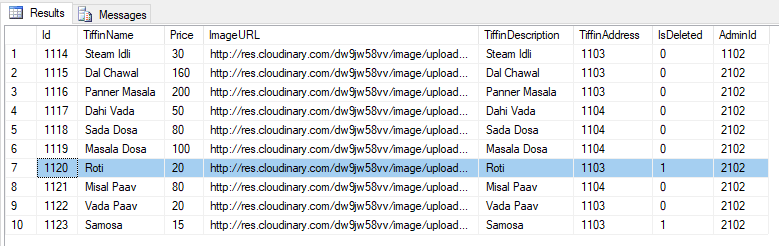 Results Messages
Id TiffinName Price ImageURL TiffinDescription TiffinAddress IsDeleted AdminId
1 1114 Steam Idli 30 http://res.cloudinary.com/dw9jw58vv/image/upload... Steam Idli 1103 0 1102
2 1115 Dal Chawal 160 http://res.cloudinary.com/dw9jw58vv/image/upload... Dal Chawal 1103 0 2102
3 1116 Panner Masala 200 http://res.cloudinary.com/dw9jw58vv/image/upload... Panner Masala 1103 0 2102
4 1117 Dahi Vada 50 http://res.cloudinary.com/dw9jw58vv/image/upload... Dahi Vada 1104 0 2102
5 1118 Sada Dosa 80 http://res.cloudinary.com/dw9jw58vv/image/upload... Sada Dosa 1104 0 2102
6 1119 Masala Dosa 100 http://res.cloudinary.com/dw9jw58vv/image/upload... Masala Dosa 1104 0 2102
7 1120 Roti 20 http://res.cloudinary.com/dw9jw58vv/image/upload... Roti 1103 1 2102
8 1121 Misal Paav 80 http://res.cloudinary.com/dw9jw58vv/image/upload... Misal Paav 1104 0 2102
9 1122 Vada Paav 20 http://res.cloudinary.com/dw9jw58vv/image/upload... Vada Paav 1103 0 2102
10 1123 Samosa 15 http://res.cloudinary.com/dw9jw58vv/image/upload... Samosa 1103 1 2102